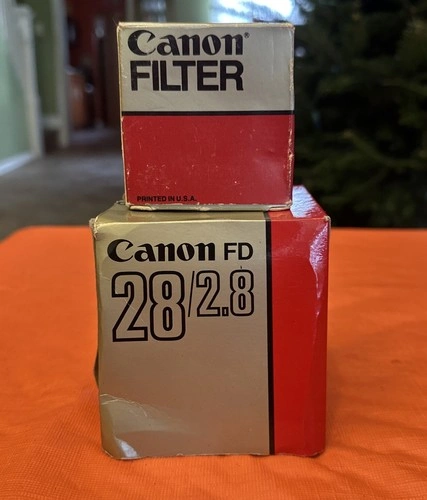 Canon®
FILTER
PRINTED IN U.S.A.
Canon FD
28/2.8